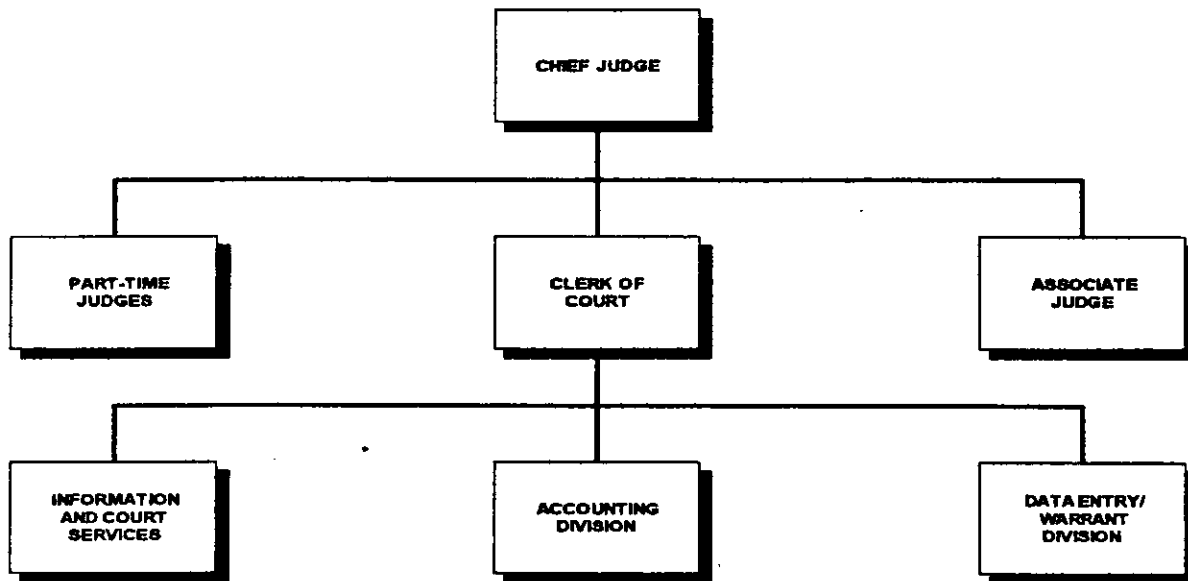 CHIEF JUDGE
PART-TIME
JUDGES
CLERK OF
COURT
ASSOCIATE
JUDGE
INFORMATION
AND COURT
SERVICES
ACCOUNTING
DIVISION
DATA ENTRY/
WARRANT
DIVISION